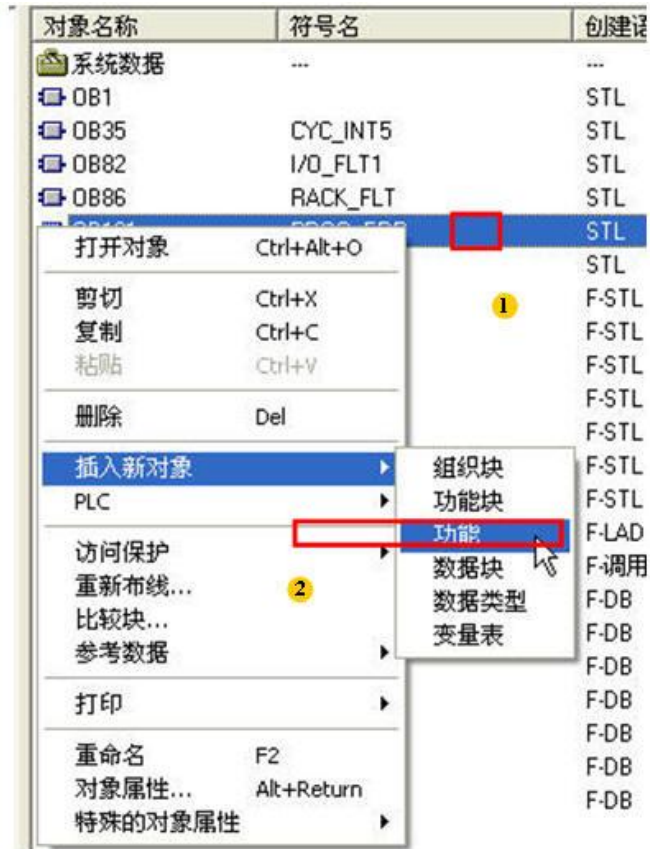 对象名称 符号名 创建语
系统数据 --- ---
OB1 STL
OB35 CYC_INT5 STL
OB82 I/O_FLT1 STL
OB86 RACK_FLT STL
STL
打开对象 Ctrl+Alt+O
STL
剪切 Ctrl+X 1 F-STL
复制 Ctrl+C F-STL
粘贴 Ctrl+V F-STL
F-STL
删除 Del
F-STL
插入新对象 组织块 F-STL
PLC 功能块 F-STL
功能 F-LAD
访问保护 数据块 F-调用
重新布线... 2 数据类型 F-DB
比较块... 变量表 F-DB
参考数据 F-DB
打印 F-DB
F-DB
重命名 F2 F-DB
对象属性... Alt+Return F-DB
特殊的对象属性